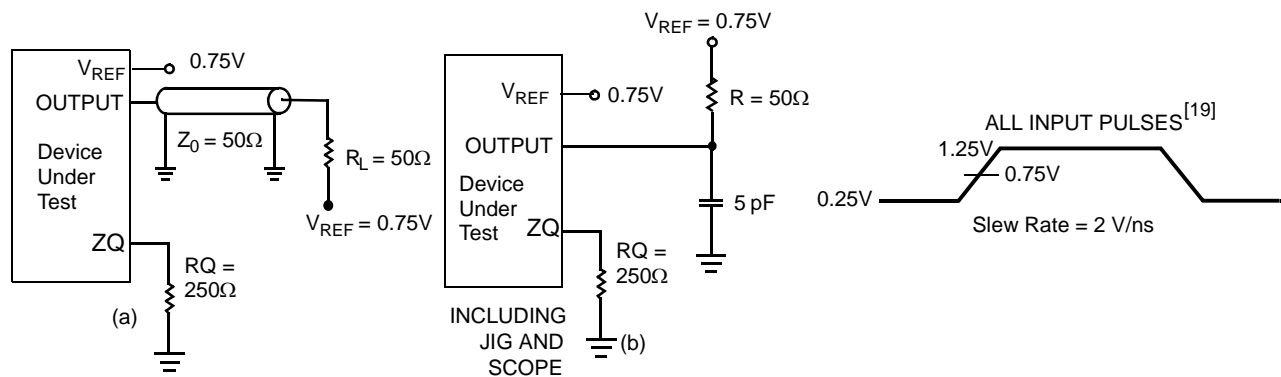 V_REF 0.75V
OUTPUT
Z_0 = 50Ω
Device
Under
Test
R_L = 50Ω
V_REF = 0.75V
ZQ
RQ =
250Ω
(a)
V_REF = 0.75V
R = 50Ω
V_REF 0.75V
OUTPUT
Device
Under
Test
5 pF
ZQ
RQ =
250Ω
INCLUDING
JIG AND
SCOPE
(b)
ALL INPUT PULSES[19]
1.25V
0.75V
0.25V
Slew Rate = 2 V/ns